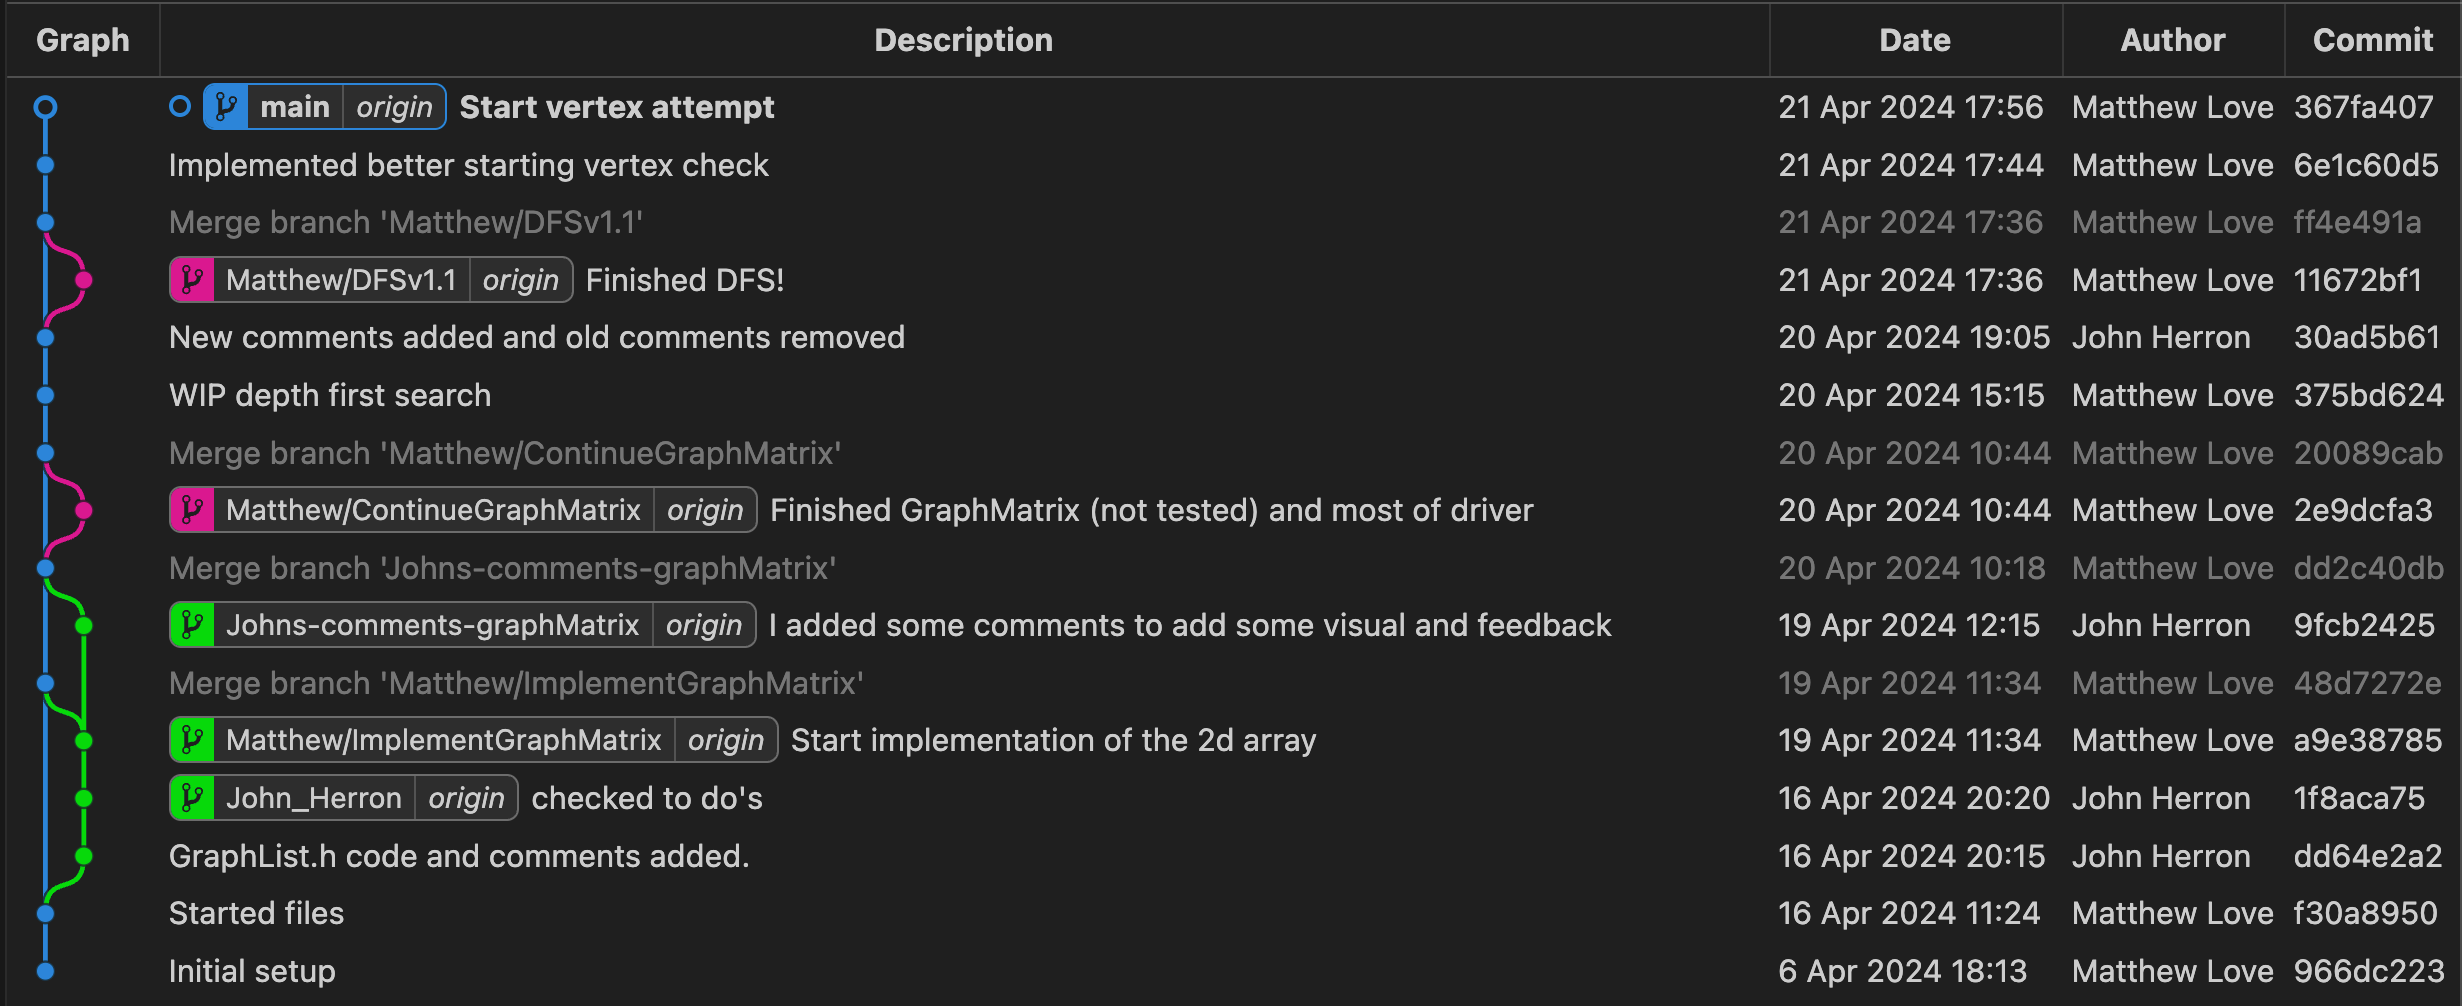 Graph Description Date Author Commit
main origin Start vertex attempt 21 Apr 2024 17:56 Matthew Love 367fa407
Implemented better starting vertex check 21 Apr 2024 17:44 Matthew Love 6e1c60d5
Merge branch 'Matthew/DFSv1.1' 21 Apr 2024 17:36 Matthew Love ff4e491a
Matthew/DFSv1.1 origin Finished DFS! 21 Apr 2024 17:36 Matthew Love 11672bf1
New comments added and old comments removed 20 Apr 2024 19:05 John Herron 30ad5b61
WIP depth first search 20 Apr 2024 15:15 Matthew Love 375bd624
Merge branch 'Matthew/ContinueGraphMatrix' 20 Apr 2024 10:44 Matthew Love 20089cab
Matthew/ContinueGraphMatrix origin Finished GraphMatrix (not tested) and most of driver 20 Apr 2024 10:44 Matthew Love 2e9dcfa3
Merge branch 'Johns-comments-graphMatrix' 20 Apr 2024 10:18 Matthew Love dd2c40db
Johns-comments-graphMatrix origin I added some comments to add some visual and feedback 19 Apr 2024 12:15 John Herron 9fcb2425
Merge branch 'Matthew/ImplementGraphMatrix' 19 Apr 2024 11:34 Matthew Love 48d7272e
Matthew/ImplementGraphMatrix origin Start implementation of the 2d array 19 Apr 2024 11:34 Matthew Love a9e38785
John_Herron origin checked to do's 16 Apr 2024 20:20 John Herron 1f8aca75
GraphList.h code and comments added. 16 Apr 2024 20:15 John Herron dd64e2a2
Started files 16 Apr 2024 11:24 Matthew Love f30a8950
Initial setup 6 Apr 2024 18:13 Matthew Love 966dc223